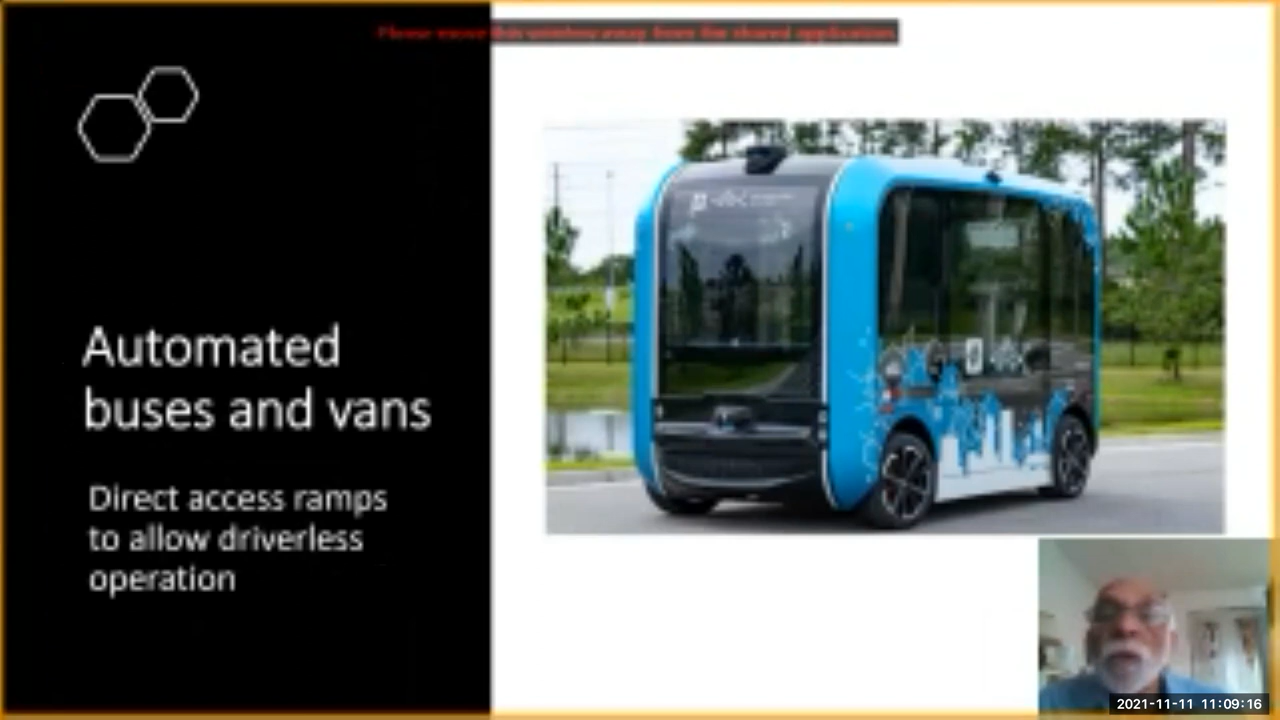 Please move this window away from the shared application.
Automated
buses and vans
Direct access ramps
to allow driverless
operation
2021-11-11 11:09:16